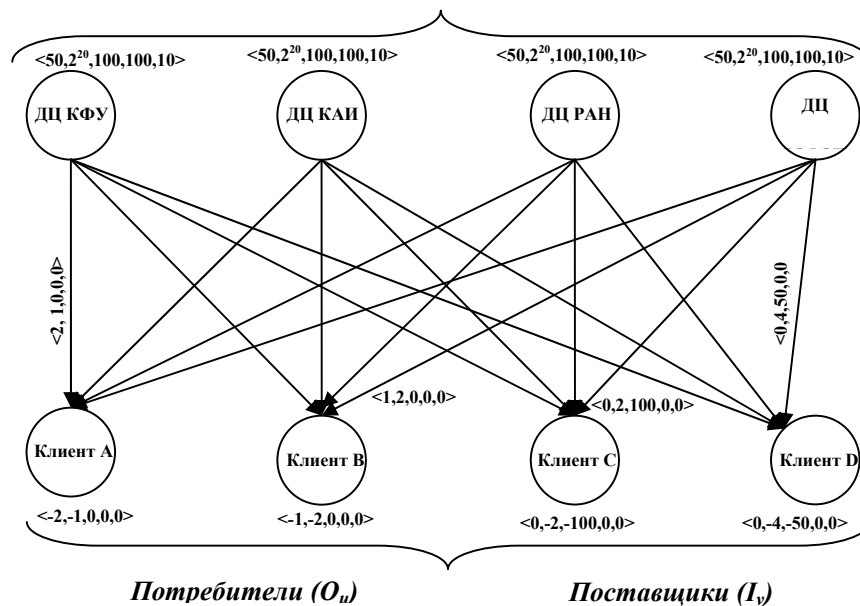 <50,2²⁰,100,100,10> <50,2²⁰,100,100,10> <50,2²⁰,100,100,10> <50,2²⁰,100,100,10>
ДЦ КФУ ДЦ КАИ ДЦ РАН ДЦ
<2, 1,0,0,0>
<0,4,50,0,0
<1,2,0,0,0> <0,2,100,0,0>
Клиент A Клиент B Клиент C Клиент D
<-2,-1,0,0,0> <-1,-2,0,0,0> <0,-2,-100,0,0> <0,-4,-50,0,0>
Потребители (Oᵤ) Поставщики (Iᵥ)